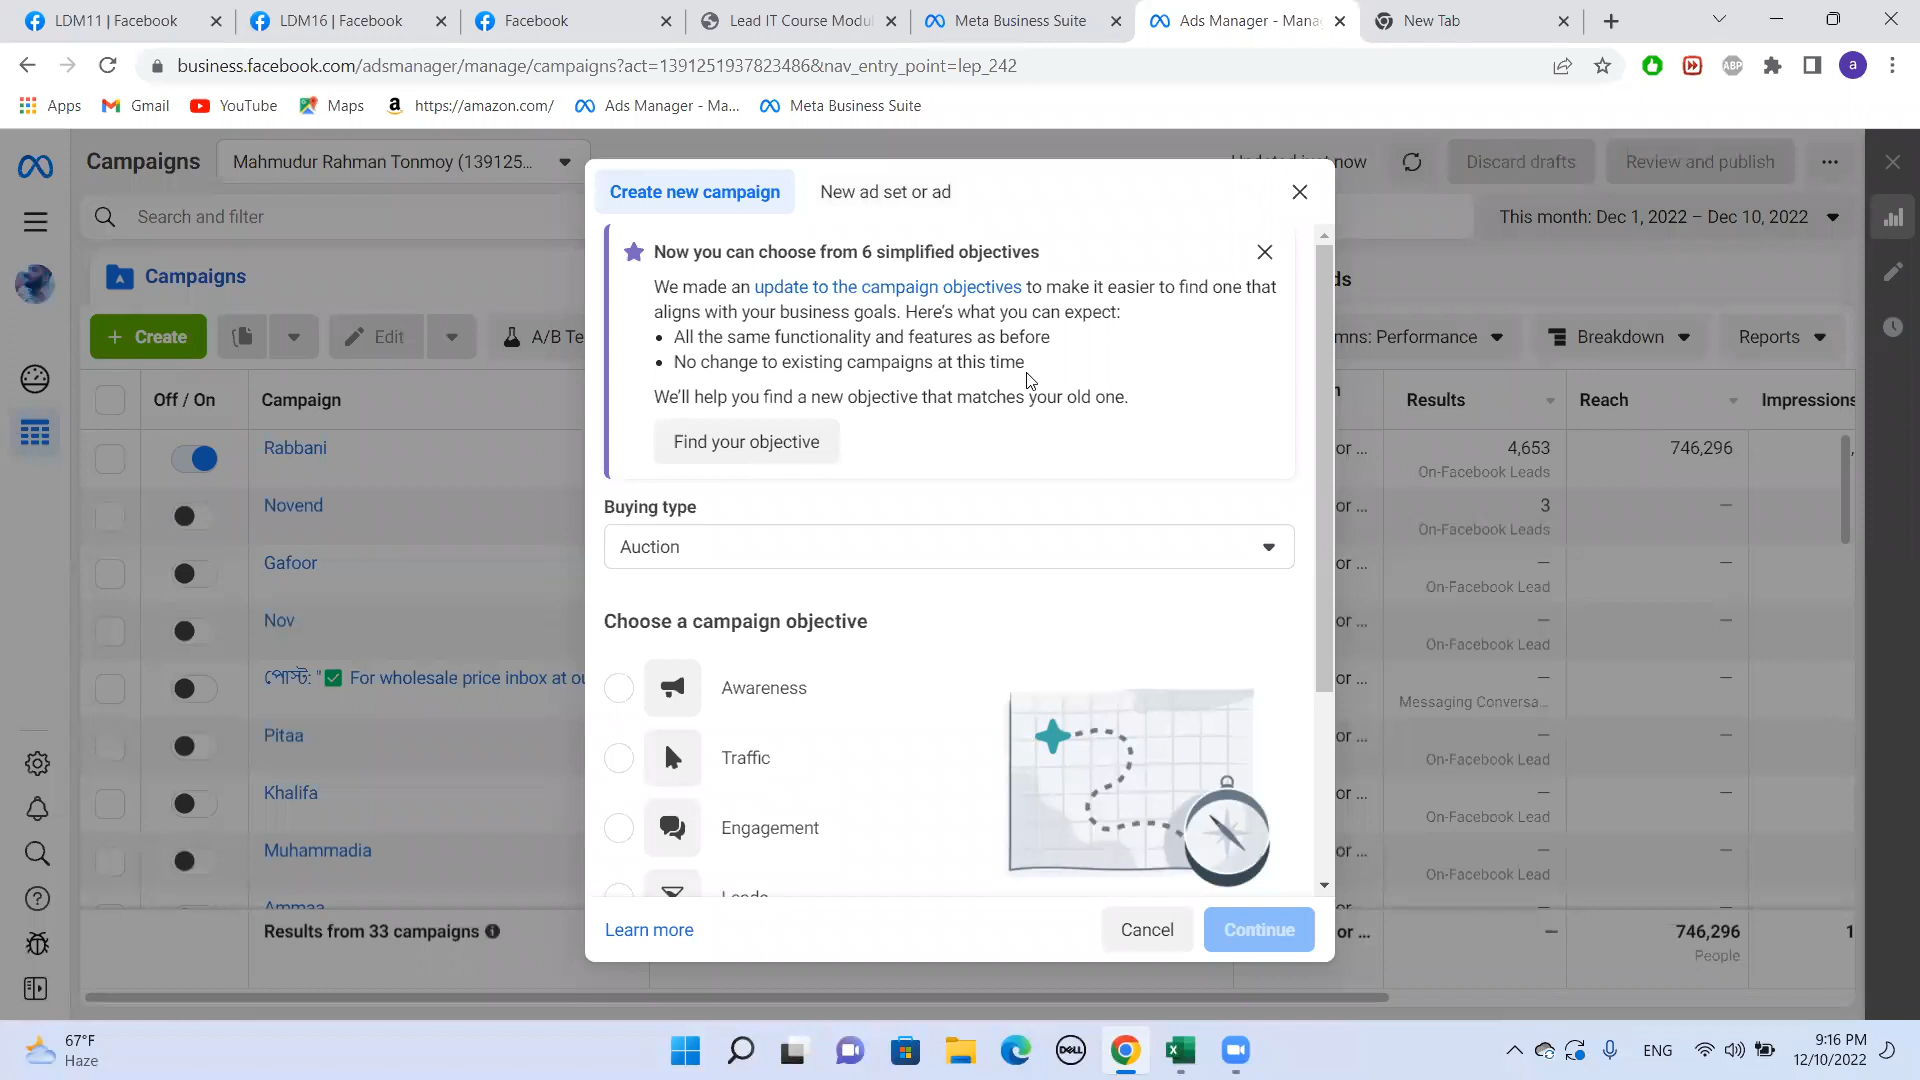 LDM11 | Facebook
LDM16 | Facebook
Facebook
Lead IT Course Modul
Meta Business Suite
Ads Manager - Mana
New Tab
business.facebook.com/adsmanager/manage/campaigns?act=1391251937823486&nav_entry_point=lep_242
ABP
a
Apps
Gmail
YouTube
Maps
https://amazon.com/
Ads Manager - Ma...
Meta Business Suite
Campaigns
Mahmudur Rahman Tonmoy (139125...
Updated just now
Discard drafts
Review and publish
Search and filter
This month: Dec 1, 2022 – Dec 10, 2022
Campaigns
ds
+ Create
Edit
A/B Te
mns: Performance
Breakdown
Reports
Off / On
Campaign
n
Results
Reach
Impressions
Rabbani
or ...
4,653
746,296
On-Facebook Leads
Novend
or ...
3
—
On-Facebook Leads
Gafoor
or ...
—
—
On-Facebook Lead
Nov
or ...
—
—
On-Facebook Lead
পোস্ট: "✅ For wholesale price inbox at ou
or ...
—
—
Messaging Conversa...
Pitaa
or ...
—
—
On-Facebook Lead
Khalifa
or ...
—
—
On-Facebook Lead
Muhammadia
or ...
—
—
On-Facebook Lead
Ammaa
or
—
—
Results from 33 campaigns
or ...
—
746,296
1
People
Create new campaign
New ad set or ad
Now you can choose from 6 simplified objectives
We made an update to the campaign objectives to make it easier to find one that
aligns with your business goals. Here's what you can expect:
• All the same functionality and features as before
• No change to existing campaigns at this time
We'll help you find a new objective that matches your old one.
Find your objective
Buying type
Auction
Choose a campaign objective
Awareness
Traffic
Engagement
Leads
Learn more
Cancel
Continue
67°F
Haze
DELL
ENG
9:16 PM
12/10/2022